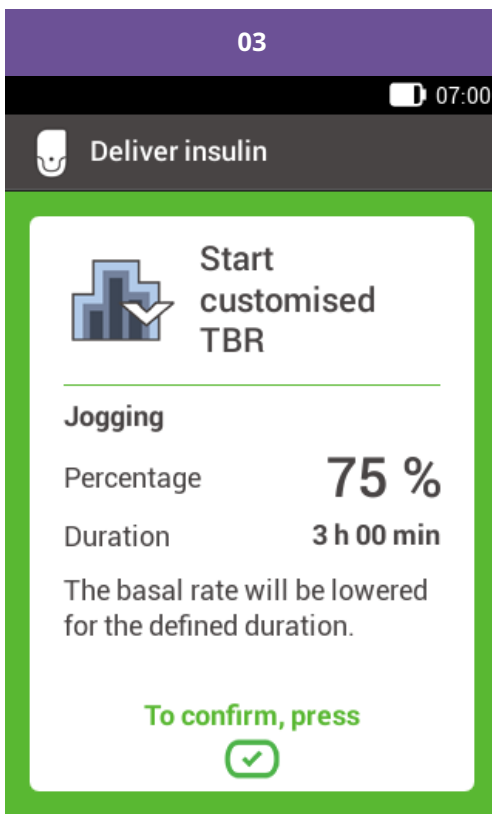 03
07:00
Deliver insulin
Start
customised
TBR
Jogging
Percentage 75 %
Duration 3 h 00 min
The basal rate will be lowered
for the defined duration.
To confirm, press